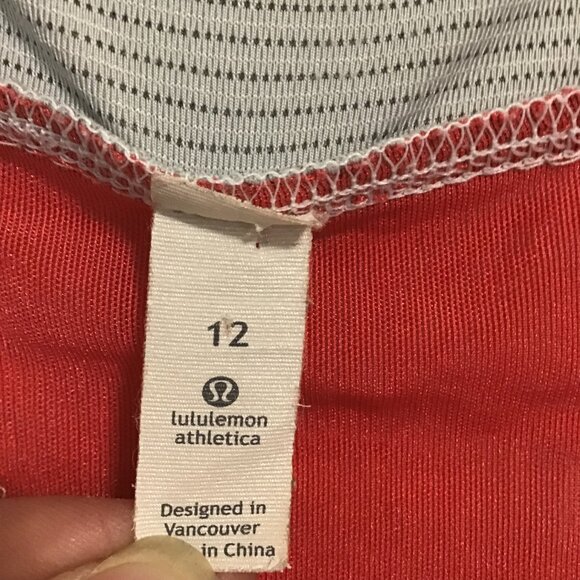 12
lululemon
athletica
Designed in
Vancouver
in China